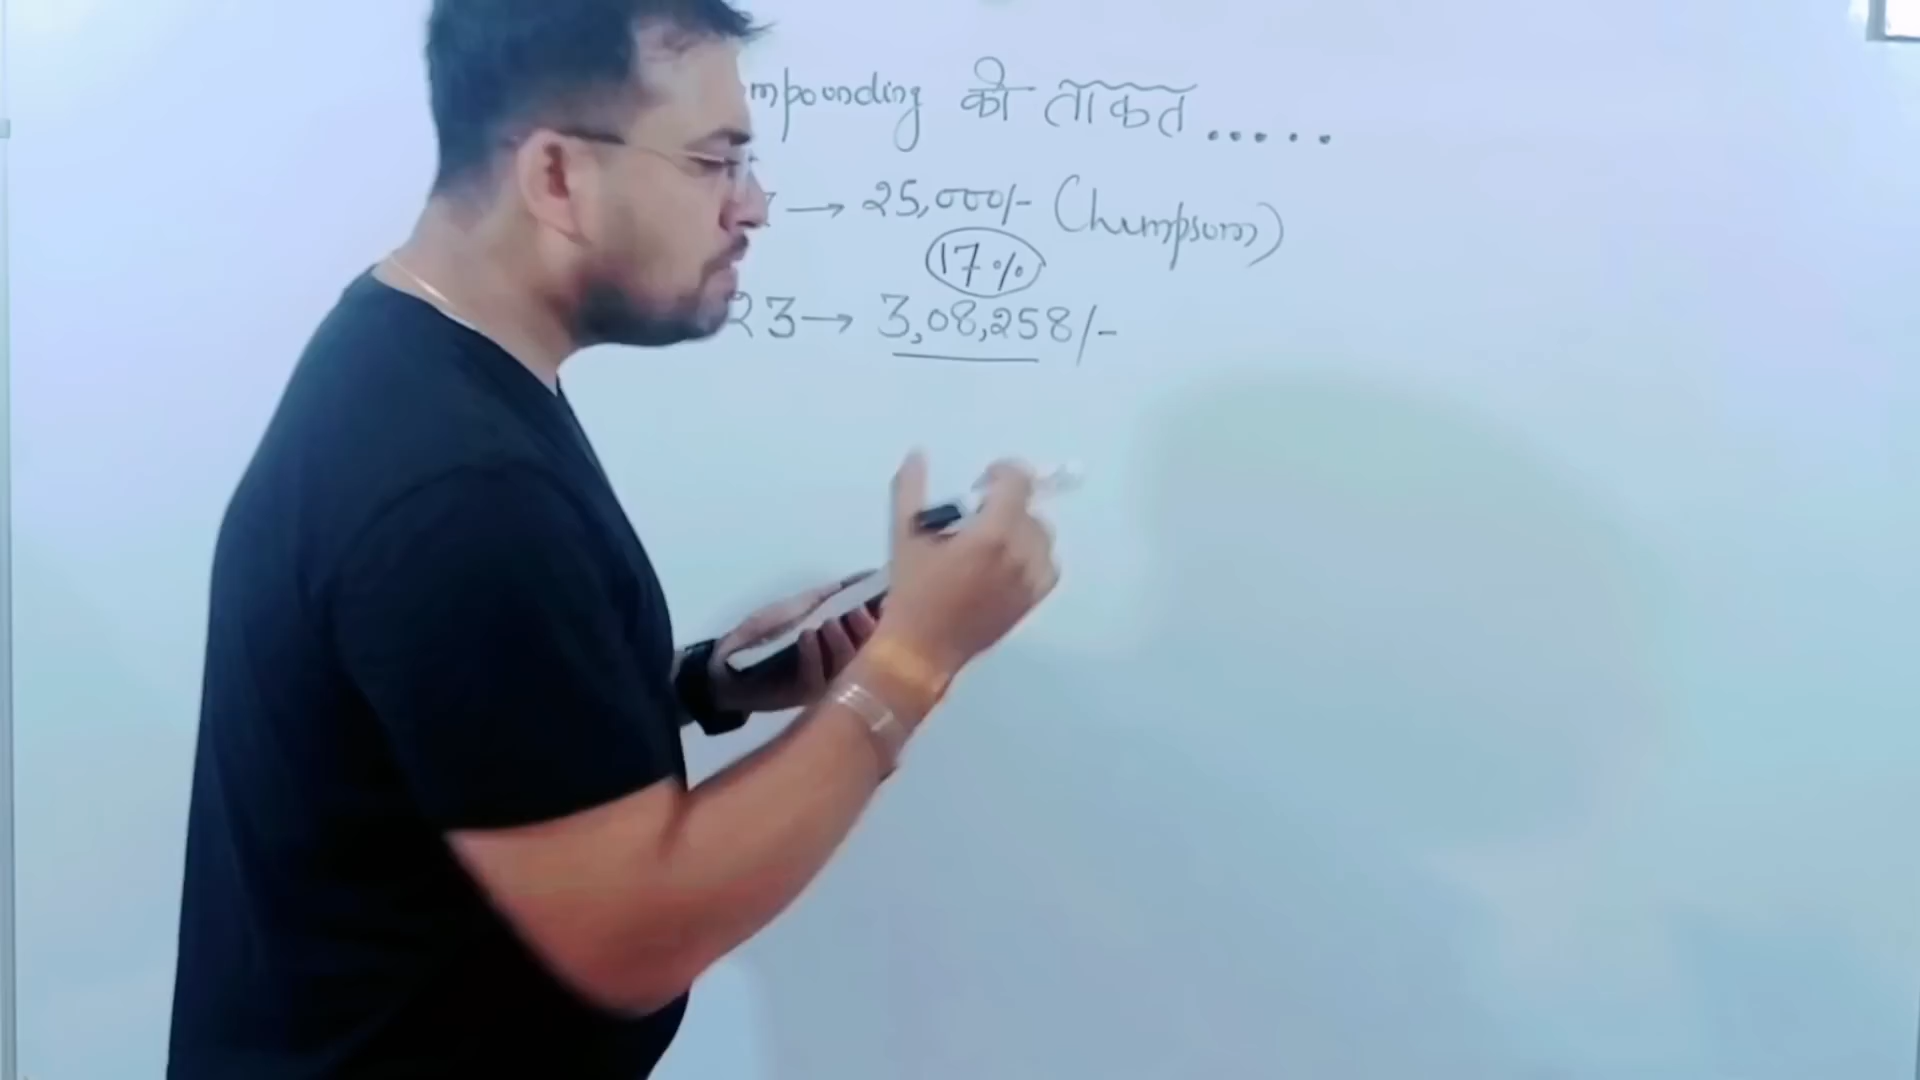 mpounding की ताकत.....
→ 25,000/- (Lumpsum)
17%
23 → 3,08,258/-